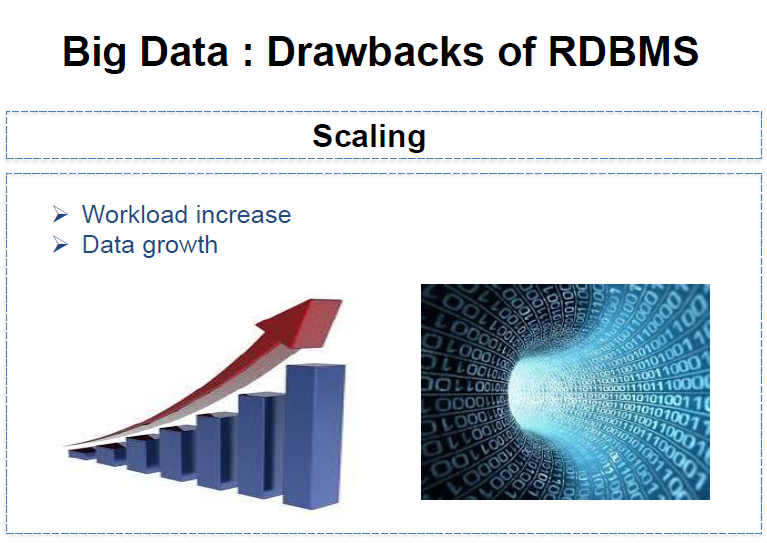 Big Data : Drawbacks of RDBMS
Scaling
➢ Workload increase
➢ Data growth